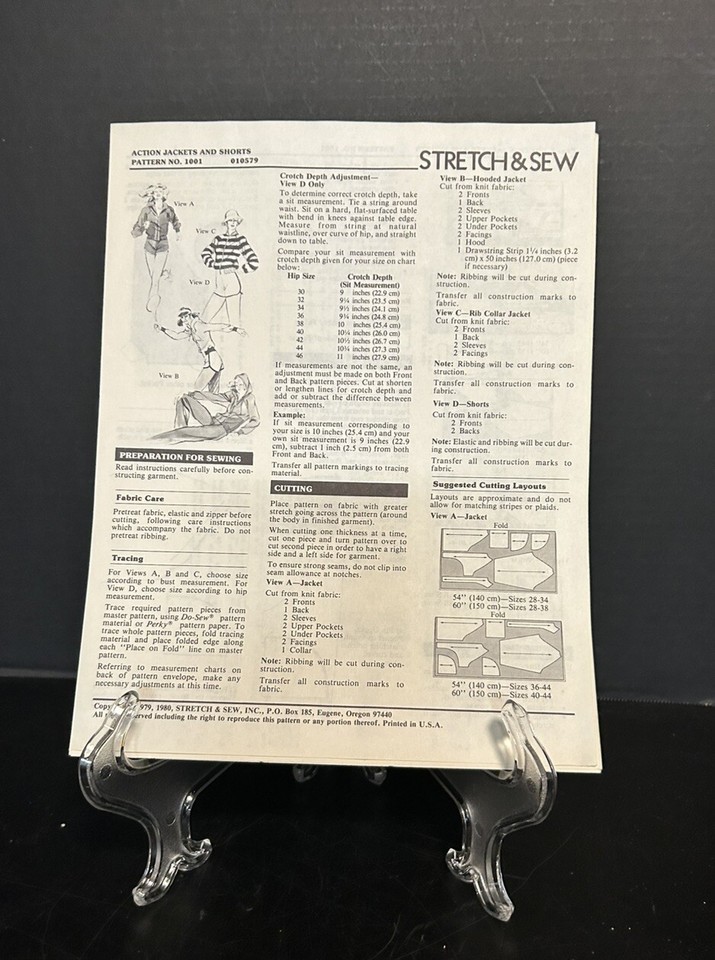 ACTION JACKETS AND SHORTS
PATTERN NO. 1001 010579
STRETCH & SEW
View A
View C
View D
View B
PREPARATION FOR SEWING
Read instructions carefully before con-
structing garment.
Fabric Care
Pretreat fabric, elastic and zipper before
cutting, following care instructions
which accompany the fabric. Do not
pretreat ribbing.
Tracing
For Views A, B and C, choose size
according to bust measurement. For
View D, choose size according to hip
measurement.
Trace required pattern pieces from
master pattern, using Do-Sew® pattern
material or Perky® pattern paper. To
trace whole pattern pieces, fold tracing
material and place folded edge along
each "Place on Fold" line on master
pattern.
Referring to measurement charts on
back of pattern envelope, make any
necessary adjustments at this time.
Crotch Depth Adjustment—
View D Only
To determine correct crotch depth, take
a sit measurement. Tie a string around
waist. Sit on a hard, flat-surfaced table
with bend in knees against table edge.
Measure from string at natural
waistline, over curve of hip, and straight
down to table.
Compare your sit measurement with
crotch depth given for your size on chart
below:
Hip Size Crotch Depth
(Sit Measurement)
30 9 inches (22.9 cm)
32 9¼ inches (23.5 cm)
34 9½ inches (24.1 cm)
36 9¾ inches (24.8 cm)
38 10 inches (25.4 cm)
40 10¼ inches (26.0 cm)
42 10½ inches (26.7 cm)
44 10¾ inches (27.3 cm)
46 11 inches (27.9 cm)
If measurements are not the same, an
adjustment must be made on both Front
and Back pattern pieces. Cut at shorten
or lengthen lines for crotch depth and
add or subtract the difference between
measurements.
Example:
If sit measurement corresponding to
your size is 10 inches (25.4 cm) and your
own sit measurement is 9 inches (22.9
cm), subtract 1 inch (2.5 cm) from both
Front and Back.
Transfer all pattern markings to tracing
material.
CUTTING
Place pattern on fabric with greater
stretch going across the pattern (around
the body in finished garment).
When cutting one thickness at a time,
cut one piece and turn pattern over to
cut second piece in order to have a right
side and a left side for garment.
To ensure strong seams, do not clip into
seam allowance at notches.
View A—Jacket
Cut from knit fabric:
2 Fronts
1 Back
2 Sleeves
2 Upper Pockets
2 Under Pockets
2 Facings
1 Collar
Note: Ribbing will be cut during con-
struction.
Transfer all construction marks to
fabric.
View B—Hooded Jacket
Cut from knit fabric:
2 Fronts
1 Back
2 Sleeves
2 Upper Pockets
2 Under Pockets
2 Facings
1 Hood
1 Drawstring Strip 1¼ inches (3.2
cm) x 50 inches (127.0 cm) (piece
if necessary)
Note: Ribbing will be cut during con-
struction.
Transfer all construction marks to
fabric.
View C—Rib Collar Jacket
Cut from knit fabric:
2 Fronts
1 Back
2 Sleeves
2 Facings
Note: Ribbing will be cut during con-
struction.
Transfer all construction marks to
fabric.
View D—Shorts
Cut from knit fabric:
2 Fronts
2 Backs
Note: Elastic and ribbing will be cut dur-
ing construction.
Transfer all construction marks to
fabric.
Suggested Cutting Layouts
Layouts are approximate and do not
allow for matching stripes or plaids.
View A—Jacket
Fold
54" (140 cm)—Sizes 28-34
60" (150 cm)—Sizes 28-38
Fold
54" (140 cm)—Sizes 36-44
60" (150 cm)—Sizes 40-44
979, 1980, STRETCH & SEW, INC., P.O. Box 185, Eugene, Oregon 97440
All erved including the right to reproduce this pattern or any portion thereof. Printed in U.S.A.